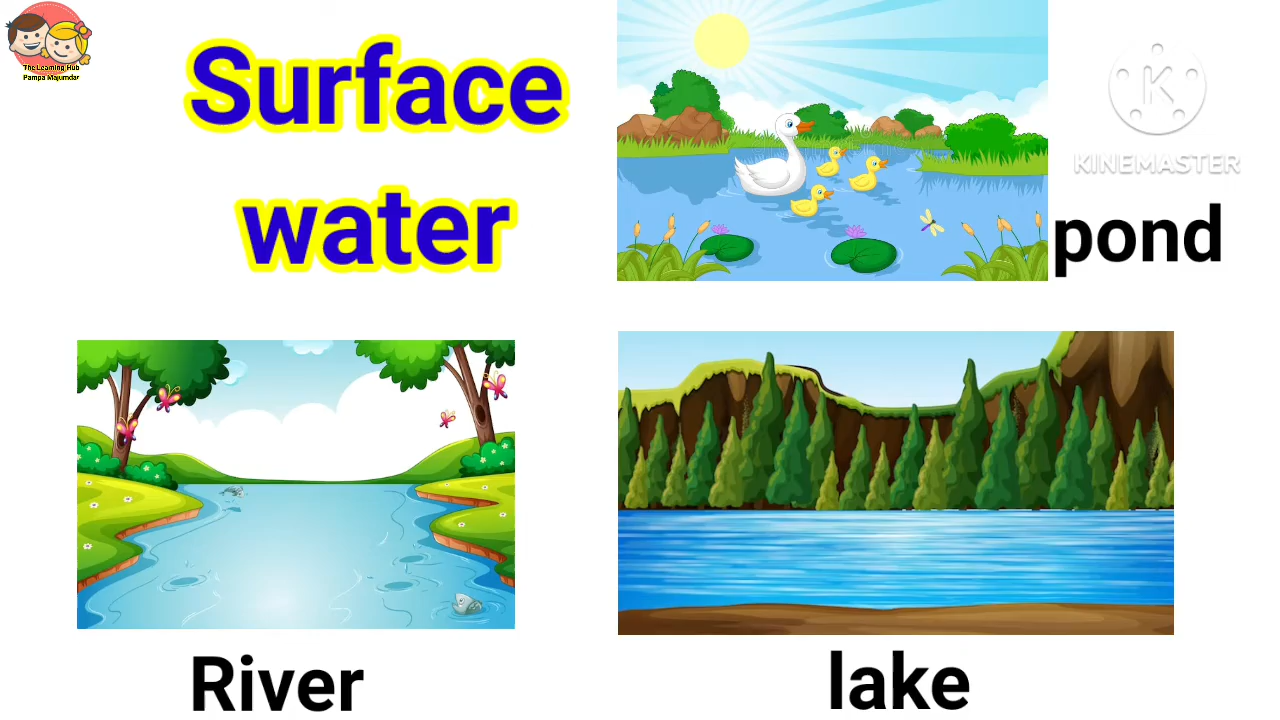 The Learning Hub
Pampa Majumdar
Surface
water
KINEMASTER
pond
River
lake